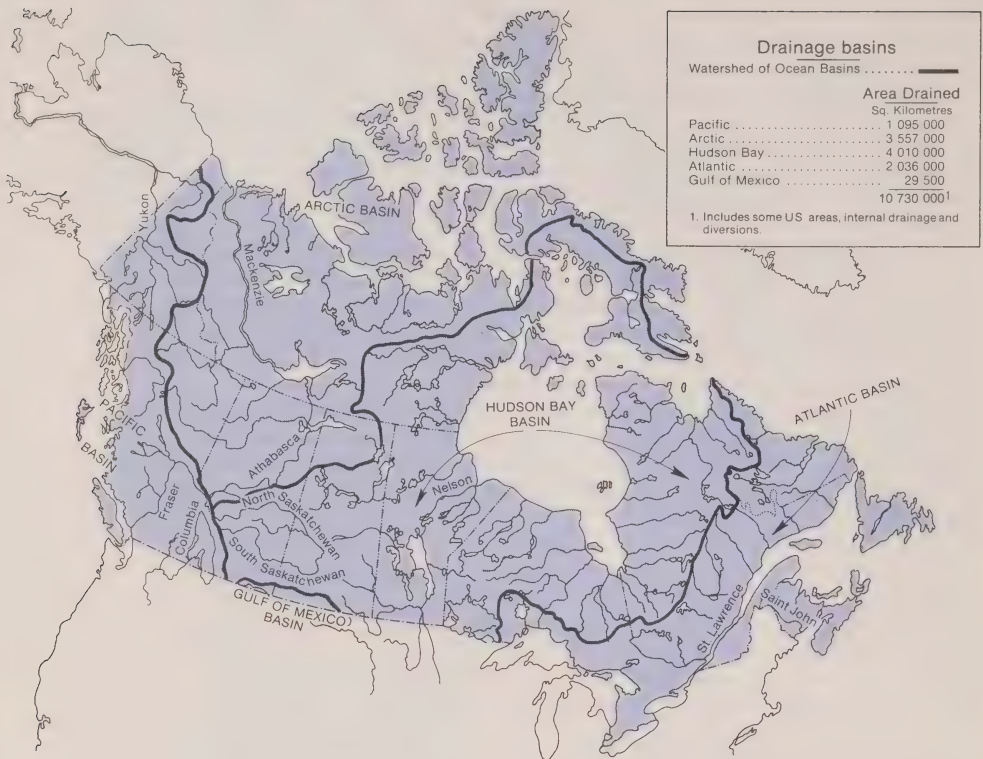 Drainage basins
Watershed of Ocean Basins ........
Area Drained
Sq. Kilometres
Pacific .................... 1 095 000
Arctic .................... 3 557 000
Hudson Bay .............. 4 010 000
Atlantic .................. 2 036 000
Gulf of Mexico ............ 29 500
10 730 000¹
1. Includes some US areas, internal drainage and
diversions.
ARCTIC BASIN
Yukon
Mackenzie
HUDSON BAY
BASIN
ATLANTIC BASIN
PACIFIC
BASIN
Athabasca
Nelson
North Saskatchewan
Fraser
Columbia
South Saskatchewan
GULF OF MEXICO
BASIN
St Lawrence
Saint John